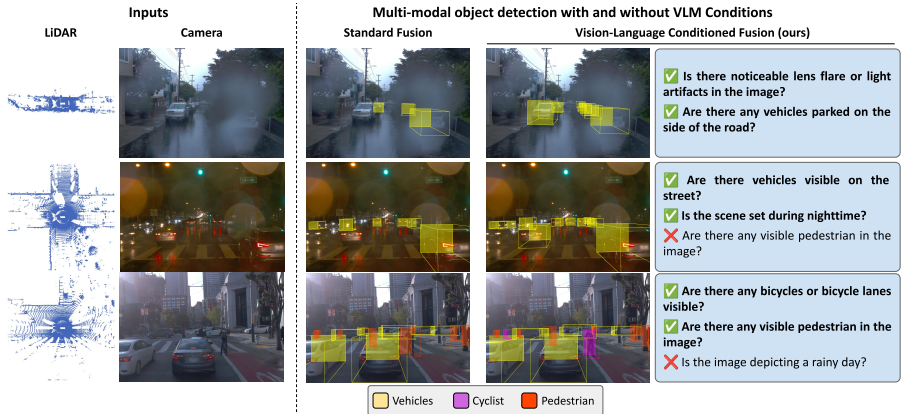 Inputs
Multi-modal object detection with and without VLM Conditions
LiDAR
Camera
Standard Fusion
Vision-Language Conditioned Fusion (ours)
✅ Is there noticeable lens flare or light
artifacts in the image?
✅ Are there any vehicles parked on the
side of the road?
✅ Are there vehicles visible on the
street?
✅ Is the scene set during nighttime?
❌ Are there any visible pedestrian in the
image?
✅ Are there any bicycles or bicycle lanes
visible?
✅ Are there any visible pedestrian in the
image?
❌ Is the image depicting a rainy day?
Vehicles
Cyclist
Pedestrian